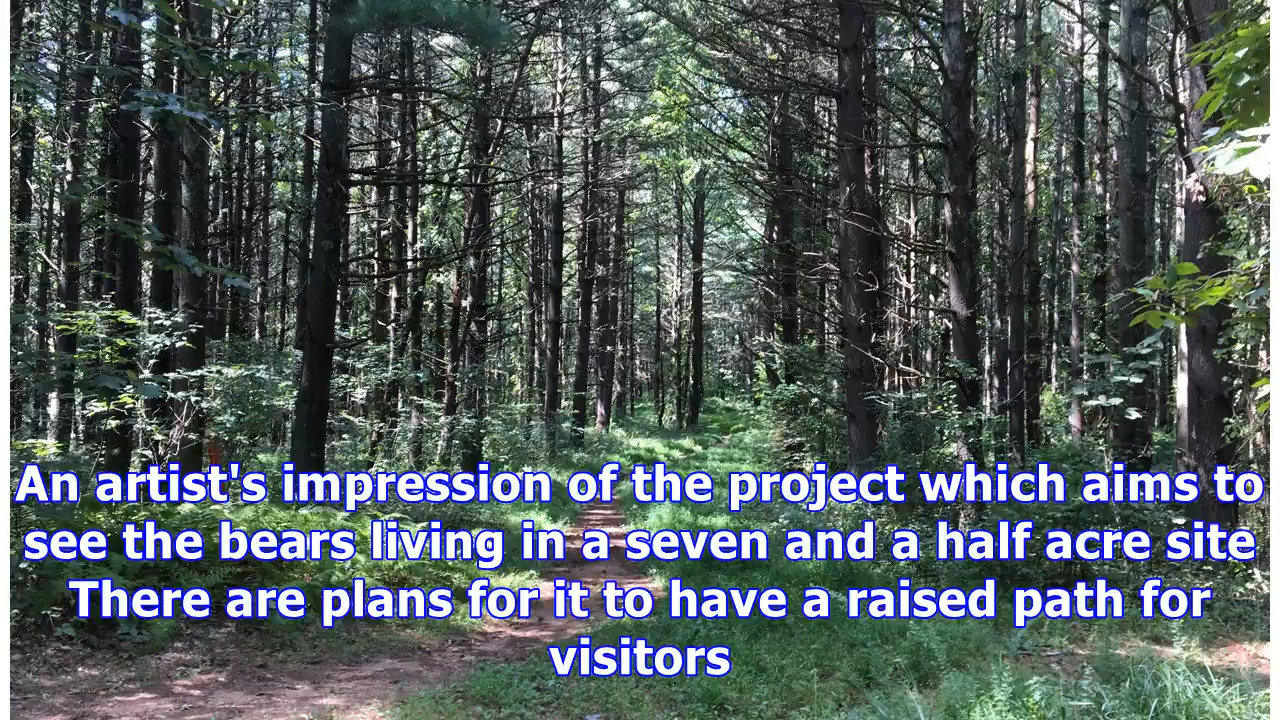 An artist's impression of the project which aims to
see the bears living in a seven and a half acre site
There are plans for it to have a raised path for
visitors